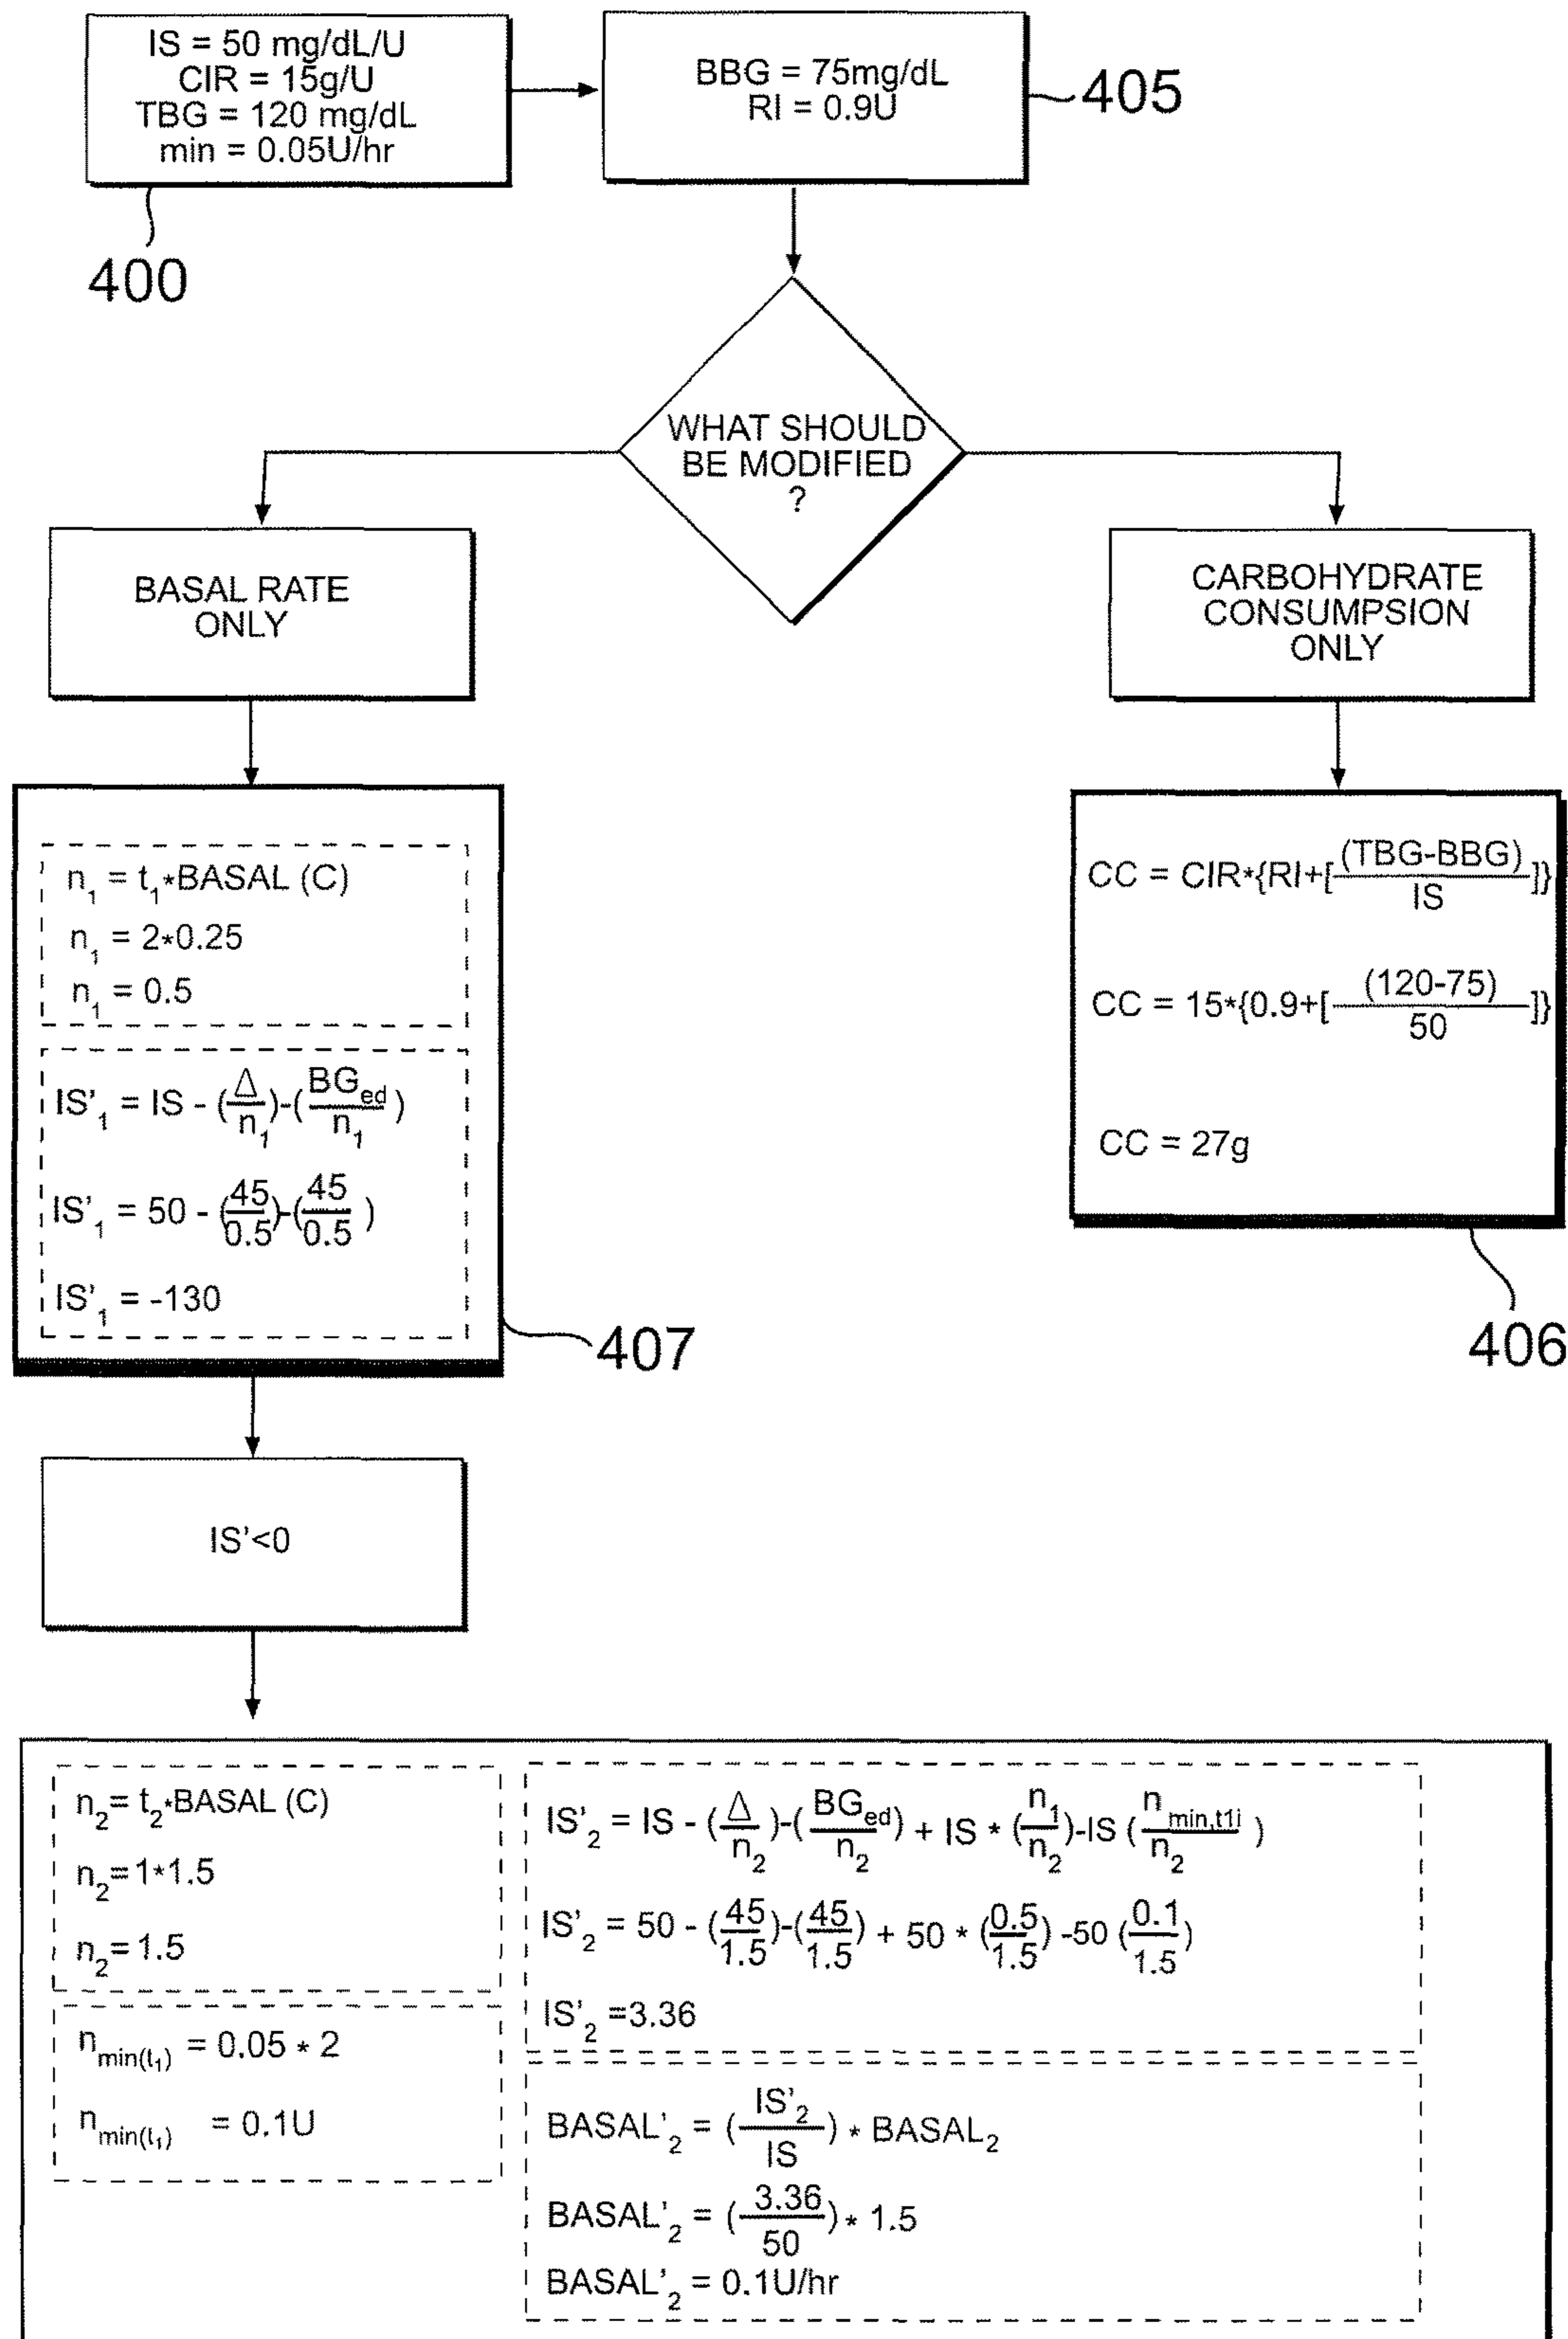 IS = 50 mg/dL/U
CIR = 15g/U
TBG = 120 mg/dL
min = 0.05U/hr
400
BBG = 75mg/dL
RI = 0.9U
405
WHAT SHOULD
BE MODIFIED
?
BASAL RATE
ONLY
CARBOHYDRATE
CONSUMPSION
ONLY
n₁ = t₁*BASAL (C)
n₁ = 2*0.25
n₁ = 0.5
IS'₁ = IS - (Δ/n₁)-(BG_ed/n₁)
IS'₁ = 50 - (45/0.5)-(45/0.5)
IS'₁ = -130
407
CC = CIR*{RI+[(TBG-BBG)/IS]}
CC = 15*{0.9+[(120-75)/50]}
CC = 27g
406
IS'<0
n₂= t₂*BASAL (C)
n₂= 1*1.5
n₂= 1.5
n_min(t₁) = 0.05 * 2
n_min(t₁) = 0.1U
IS'₂ = IS - (Δ/n₂)-(BG_ed/n₂) + IS * (n₁/n₂)-IS (n_min,t1i/n₂)
IS'₂ = 50 - (45/1.5)-(45/1.5) + 50 * (0.5/1.5) -50 (0.1/1.5)
IS'₂ =3.36
BASAL'₂ = (IS'₂/IS) * BASAL₂
BASAL'₂ = (3.36/50) * 1.5
BASAL'₂ = 0.1U/hr